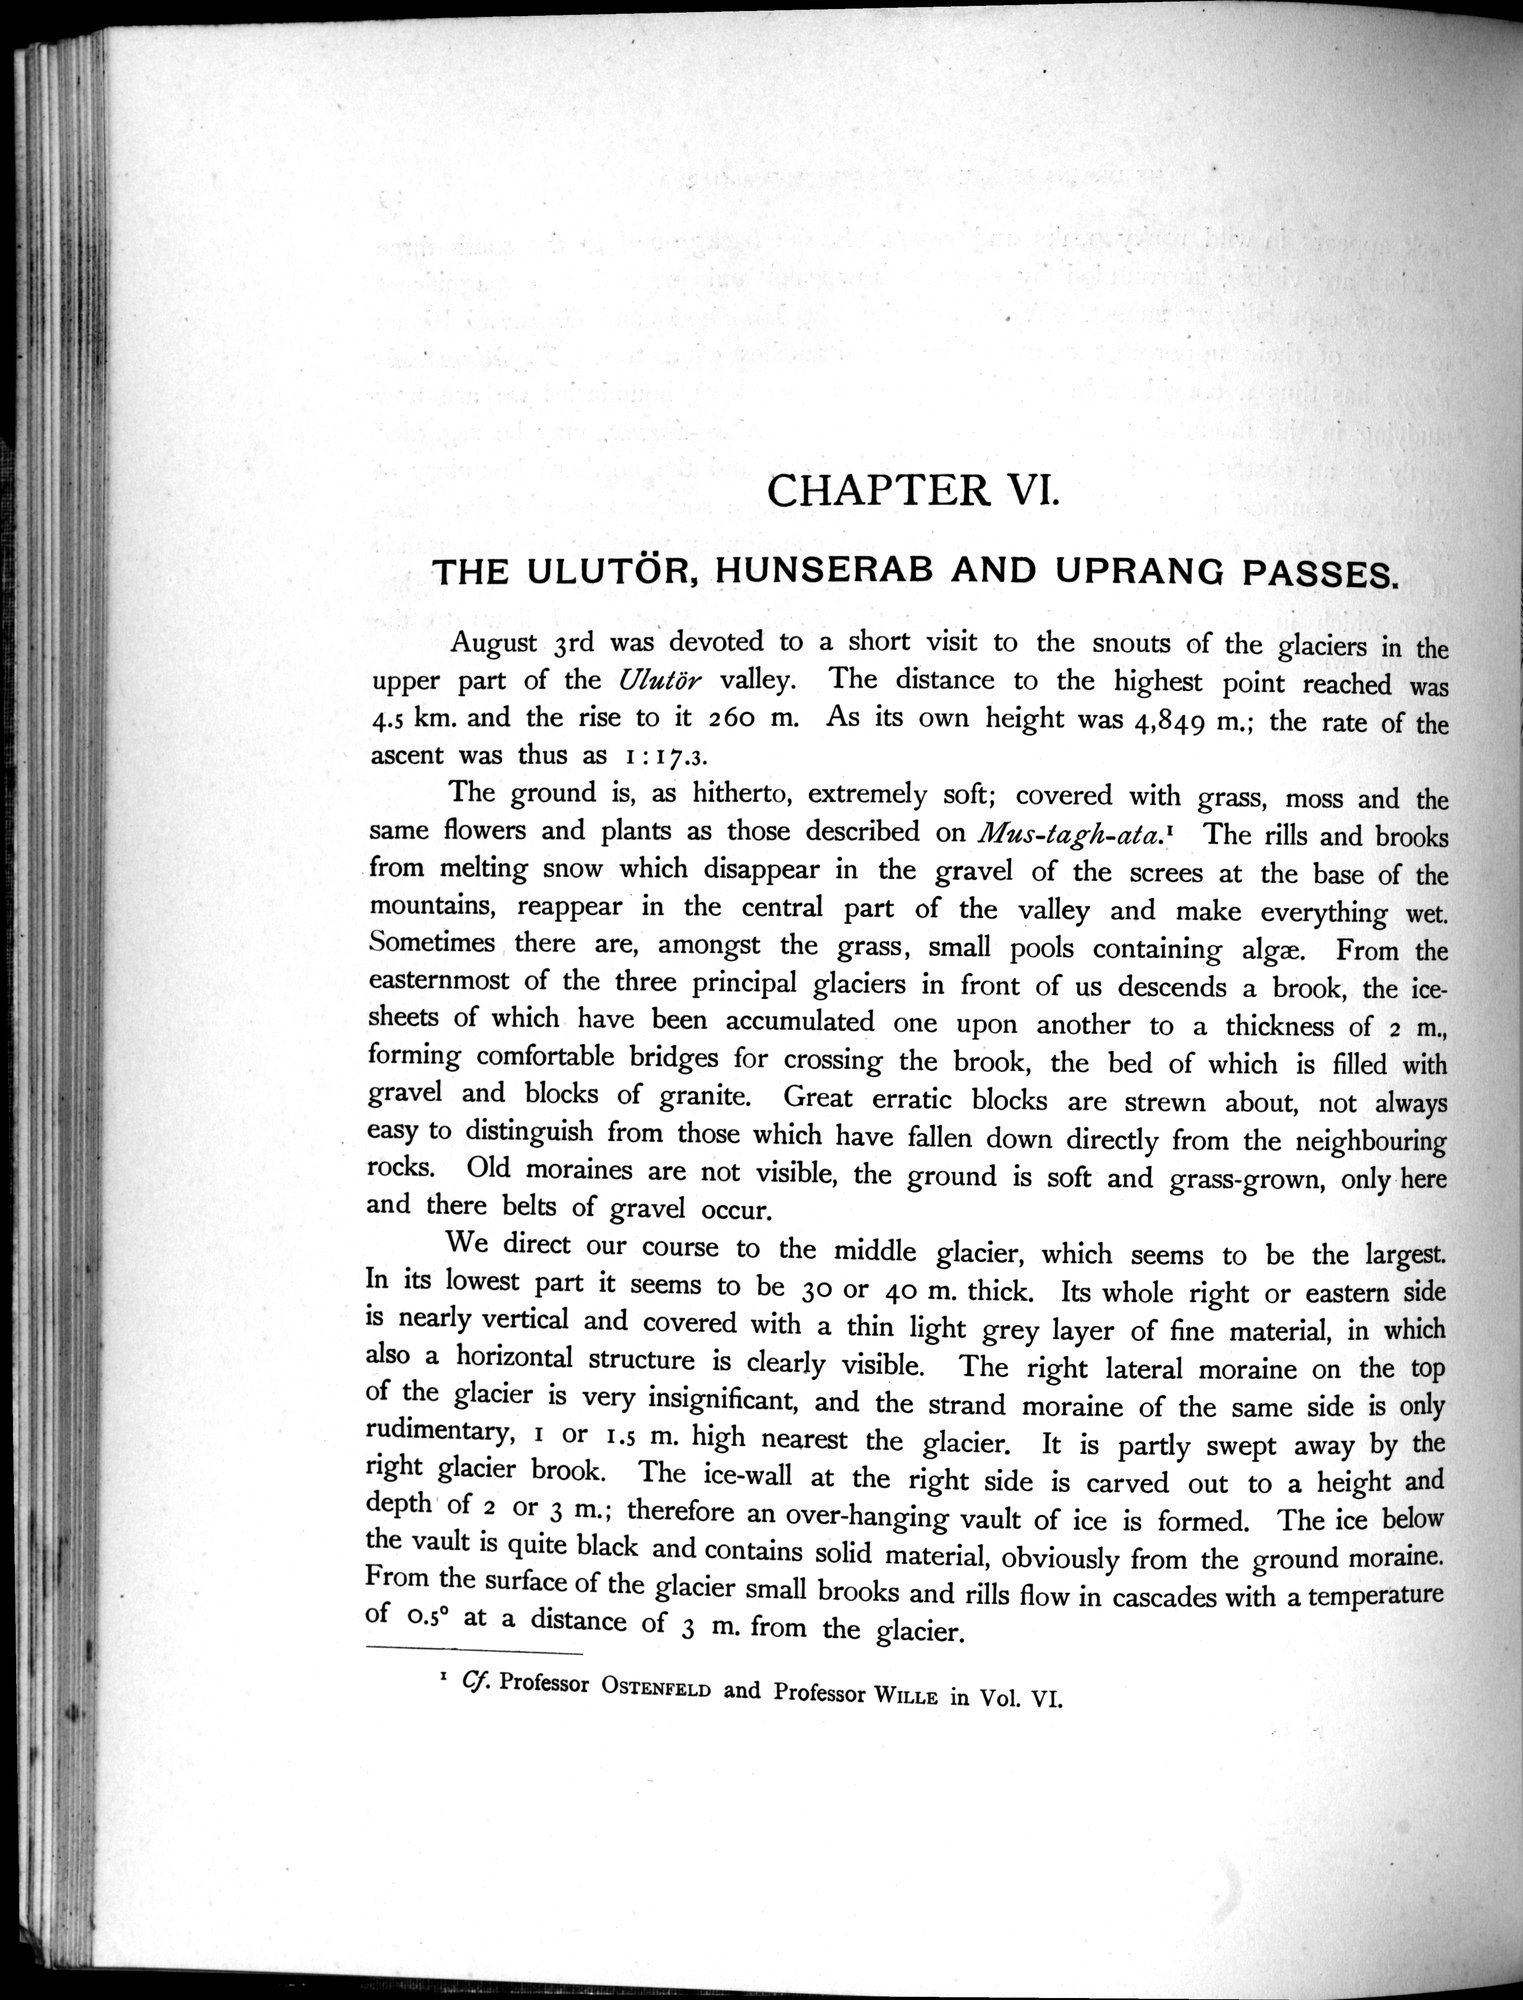 CHAPTER VI.
THE ULUTÖR, HUNSERAB AND UPRANG PASSES.
August 3rd was devoted to a short visit to the snouts of the glaciers in the
upper part of the Ulutör valley. The distance to the highest point reached was
4.5 km. and the rise to it 260 m. As its own height was 4,849 m.; the rate of the
ascent was thus as 1:17.3.
The ground is, as hitherto, extremely soft; covered with grass, moss and the
same flowers and plants as those described on Mus-tagh-ata.¹ The rills and brooks
from melting snow which disappear in the gravel of the screes at the base of the
mountains, reappear in the central part of the valley and make everything wet.
Sometimes there are, amongst the grass, small pools containing algæ. From the
easternmost of the three principal glaciers in front of us descends a brook, the ice-
sheets of which have been accumulated one upon another to a thickness of 2 m.,
forming comfortable bridges for crossing the brook, the bed of which is filled with
gravel and blocks of granite. Great erratic blocks are strewn about, not always
easy to distinguish from those which have fallen down directly from the neighbouring
rocks. Old moraines are not visible, the ground is soft and grass-grown, only here
and there belts of gravel occur.
We direct our course to the middle glacier, which seems to be the largest.
In its lowest part it seems to be 30 or 40 m. thick. Its whole right or eastern side
is nearly vertical and covered with a thin light grey layer of fine material, in which
also a horizontal structure is clearly visible. The right lateral moraine on the top
of the glacier is very insignificant, and the strand moraine of the same side is only
rudimentary, 1 or 1.5 m. high nearest the glacier. It is partly swept away by the
right glacier brook. The ice-wall at the right side is carved out to a height and
depth of 2 or 3 m.; therefore an over-hanging vault of ice is formed. The ice below
the vault is quite black and contains solid material, obviously from the ground moraine.
From the surface of the glacier small brooks and rills flow in cascades with a temperature
of 0.5° at a distance of 3 m. from the glacier.
¹ Cf. Professor OSTENFELD and Professor WILLE in Vol. VI.